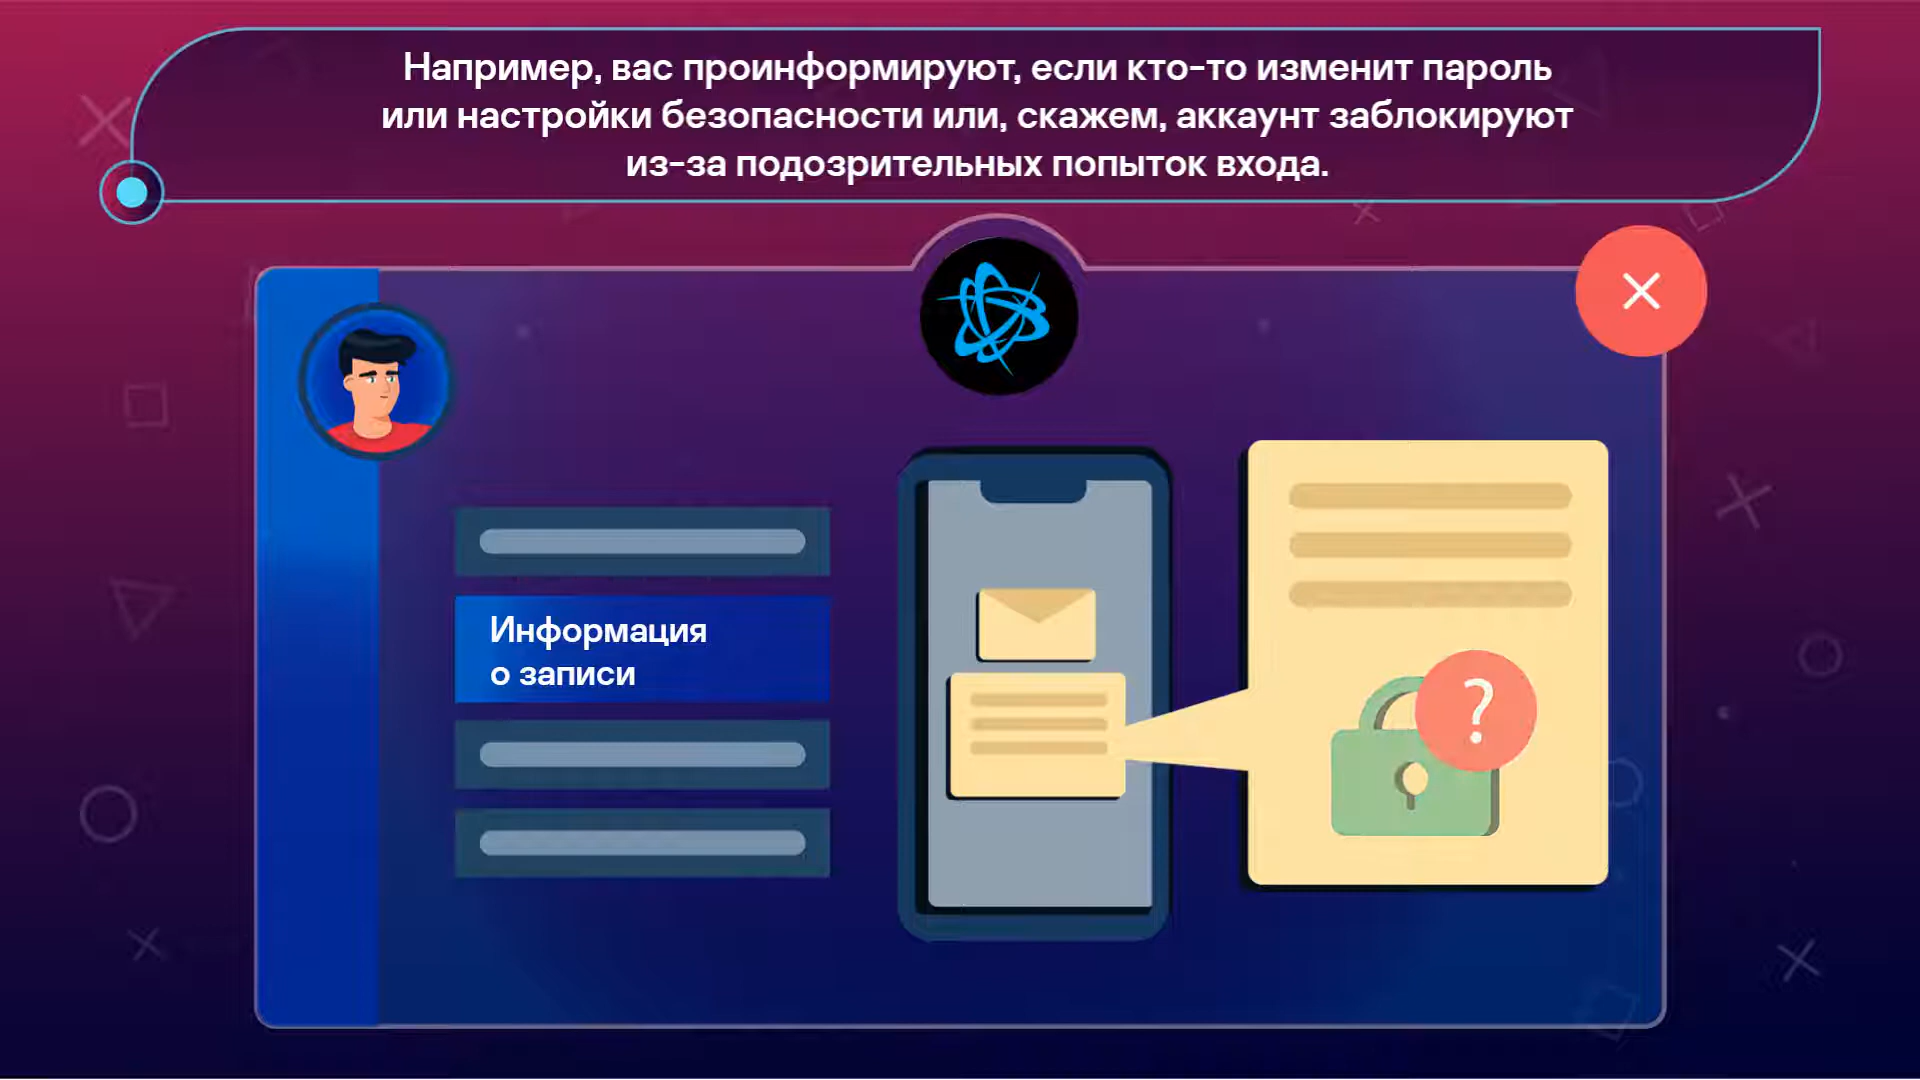 Например, вас проинформируют, если кто-то изменит пароль
или настройки безопасности или, скажем, аккаунт заблокируют
из-за подозрительных попыток входа.
Информация
о записи
?